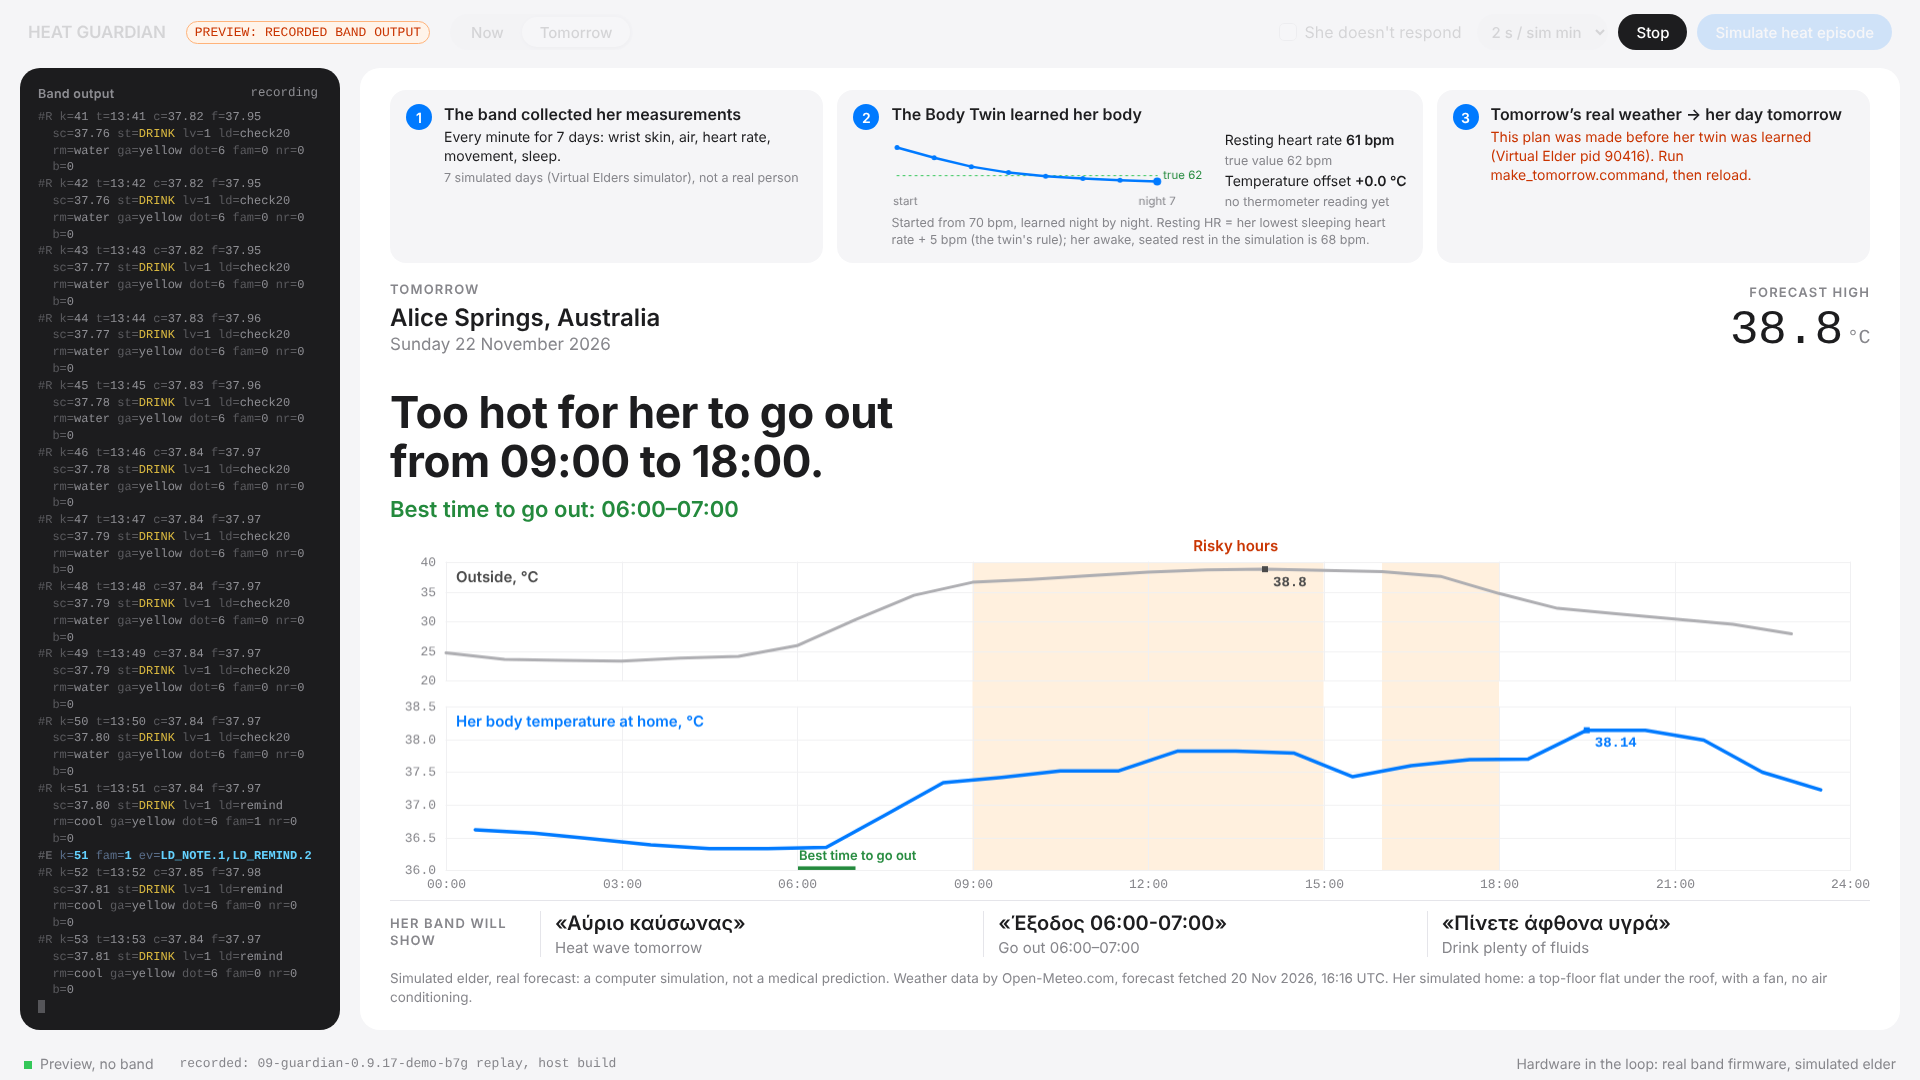 HEAT GUARDIAN
PREVIEW: RECORDED BAND OUTPUT
Now
Tomorrow
She doesn't respond
2 s / sim min
Stop
Simulate heat episode
Band output
recording
#R k=41 t=13:41 c=37.82 f=37.95
sc=37.76 st=DRINK lv=1 ld=check20
rm=water ga=yellow dot=6 fam=0 nr=0
b=0
#R k=42 t=13:42 c=37.82 f=37.95
sc=37.76 st=DRINK lv=1 ld=check20
rm=water ga=yellow dot=6 fam=0 nr=0
b=0
#R k=43 t=13:43 c=37.82 f=37.95
sc=37.77 st=DRINK lv=1 ld=check20
rm=water ga=yellow dot=6 fam=0 nr=0
b=0
#R k=44 t=13:44 c=37.83 f=37.96
sc=37.77 st=DRINK lv=1 ld=check20
rm=water ga=yellow dot=6 fam=0 nr=0
b=0
#R k=45 t=13:45 c=37.83 f=37.96
sc=37.78 st=DRINK lv=1 ld=check20
rm=water ga=yellow dot=6 fam=0 nr=0
b=0
#R k=46 t=13:46 c=37.84 f=37.97
sc=37.78 st=DRINK lv=1 ld=check20
rm=water ga=yellow dot=6 fam=0 nr=0
b=0
#R k=47 t=13:47 c=37.84 f=37.97
sc=37.79 st=DRINK lv=1 ld=check20
rm=water ga=yellow dot=6 fam=0 nr=0
b=0
#R k=48 t=13:48 c=37.84 f=37.97
sc=37.79 st=DRINK lv=1 ld=check20
rm=water ga=yellow dot=6 fam=0 nr=0
b=0
#R k=49 t=13:49 c=37.84 f=37.97
sc=37.79 st=DRINK lv=1 ld=check20
rm=water ga=yellow dot=6 fam=0 nr=0
b=0
#R k=50 t=13:50 c=37.84 f=37.97
sc=37.80 st=DRINK lv=1 ld=check20
rm=water ga=yellow dot=6 fam=0 nr=0
b=0
#R k=51 t=13:51 c=37.84 f=37.97
sc=37.80 st=DRINK lv=1 ld=remind
rm=cool ga=yellow dot=6 fam=1 nr=0
b=0
#E k=51 fam=1 ev=LD_NOTE.1,LD_REMIND.2
#R k=52 t=13:52 c=37.85 f=37.98
sc=37.81 st=DRINK lv=1 ld=remind
rm=cool ga=yellow dot=6 fam=0 nr=0
b=0
#R k=53 t=13:53 c=37.84 f=37.97
sc=37.81 st=DRINK lv=1 ld=remind
rm=cool ga=yellow dot=6 fam=0 nr=0
b=0
1
The band collected her measurements
Every minute for 7 days: wrist skin, air, heart rate,
movement, sleep.
7 simulated days (Virtual Elders simulator), not a real person
2
The Body Twin learned her body
true 62
start
night 7
Resting heart rate 61 bpm
true value 62 bpm
Temperature offset +0.0 °C
no thermometer reading yet
Started from 70 bpm, learned night by night. Resting HR = her lowest sleeping heart
rate + 5 bpm (the twin's rule); her awake, seated rest in the simulation is 68 bpm.
3
Tomorrow’s real weather → her day tomorrow
This plan was made before her twin was learned
(Virtual Elder pid 90416). Run
make_tomorrow.command, then reload.
TOMORROW
Alice Springs, Australia
Sunday 22 November 2026
FORECAST HIGH
38.8 °C
Too hot for her to go out
from 09:00 to 18:00.
Best time to go out: 06:00–07:00
Risky hours
Outside, °C
40
35
30
25
20
38.8
Her body temperature at home, °C
38.5
38.0
37.5
37.0
36.5
36.0
38.14
Best time to go out
00:00
03:00
06:00
09:00
12:00
15:00
18:00
21:00
24:00
HER BAND WILL
SHOW
«Αύριο καύσωνας»
Heat wave tomorrow
«Έξοδος 06:00-07:00»
Go out 06:00–07:00
«Πίνετε άφθονα υγρά»
Drink plenty of fluids
Simulated elder, real forecast: a computer simulation, not a medical prediction. Weather data by Open-Meteo.com, forecast fetched 20 Nov 2026, 16:16 UTC. Her simulated home: a top-floor flat under the roof, with a fan, no air
conditioning.
Preview, no band
recorded: 09-guardian-0.9.17-demo-b7g replay, host build
Hardware in the loop: real band firmware, simulated elder